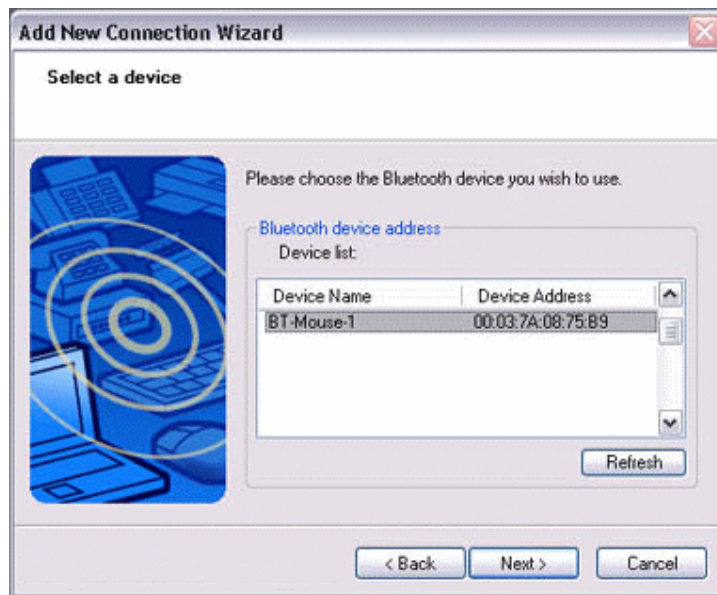 Add New Connection Wizard
Select a device
Please choose the Bluetooth device you wish to use.
Bluetooth device address
Device list:
Device Name Device Address
BT-Mouse-1 00:03:7A:08:75:B9
Refresh
< Back Next > Cancel